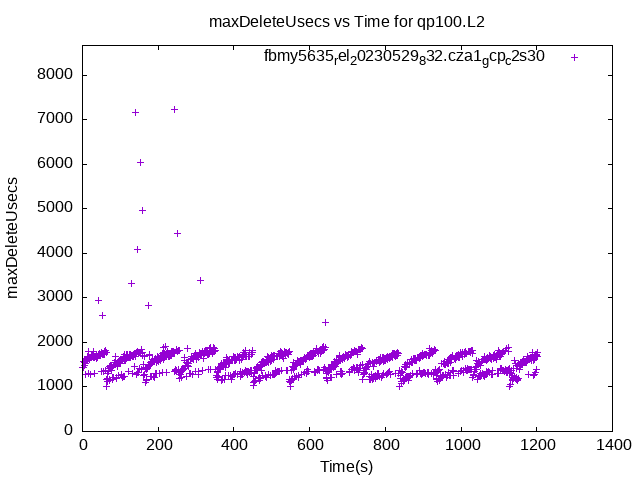 maxDeleteUsecs vs Time for qp100.L2
fbmy5635rel20230529832.cza1gcpc2s30
8000
7000
6000
5000
4000
3000
2000
1000
0
maxDeleteUsecs
0 200 400 600 800 1000 1200 1400
Time(s)